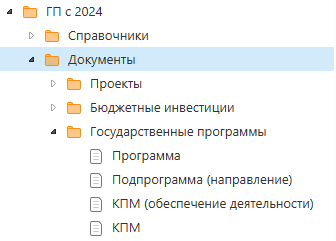 ГП с 2024
Справочники
Документы
Проекты
Бюджетные инвестиции
Государственные программы
Программа
Подпрограмма (направление)
КПМ (обеспечение деятельности)
КПМ